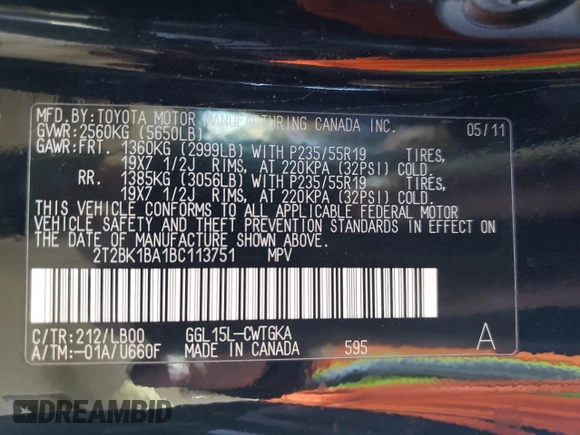 MFD.BY:TOYOTA MOTOR MANUFACTURING CANADA INC.
GVWR:2560KG (5650LB) 05/11
GAWR:FRT. 1360KG (2999LB) WITH P235/55R19 TIRES,
19X7 1/2J RIMS, AT 220KPA (32PSI) COLD.
RR. 1385KG (3056LB) WITH P235/55R19 TIRES,
19X7 1/2J RIMS, AT 220KPA (32PSI) COLD.
THIS VEHICLE CONFORMS TO ALL APPLICABLE FEDERAL MOTOR
VEHICLE SAFETY AND THEFT PREVENTION STANDARDS IN EFFECT ON
THE DATE OF MANUFACTURE SHOWN ABOVE.
2T2BK1BA1BC113751 MPV
C/TR:212/LB00 GGL15L-CWTGKA A
A/TM:-01A/U660F MADE IN CANADA 595
DREAMBID